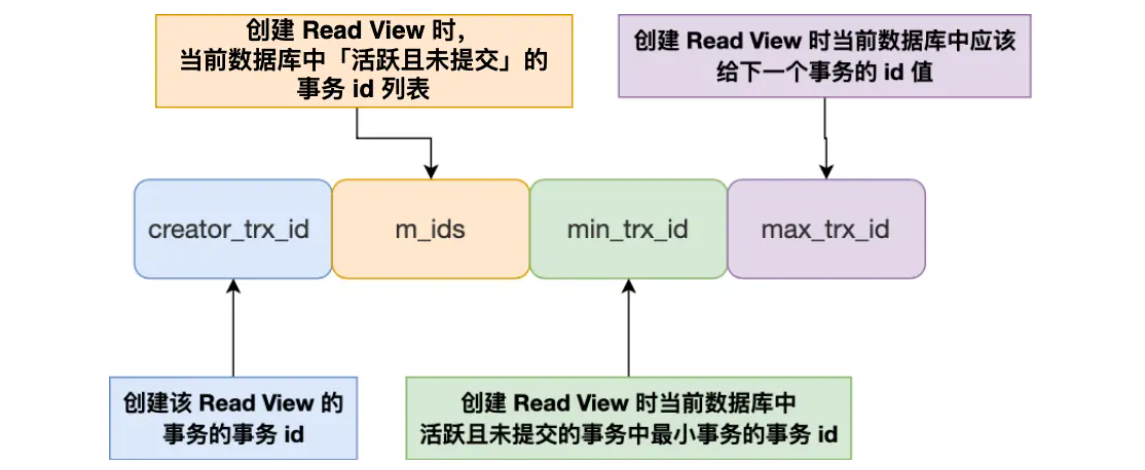 创建 Read View 时，
当前数据库中「活跃且未提交」的
事务 id 列表
创建 Read View 时当前数据库中应该
给下一个事务的 id 值
creator_trx_id
m_ids
min_trx_id
max_trx_id
创建该 Read View 的
事务的事务 id
创建 Read View 时当前数据库中
活跃且未提交的事务中最小事务的事务 id